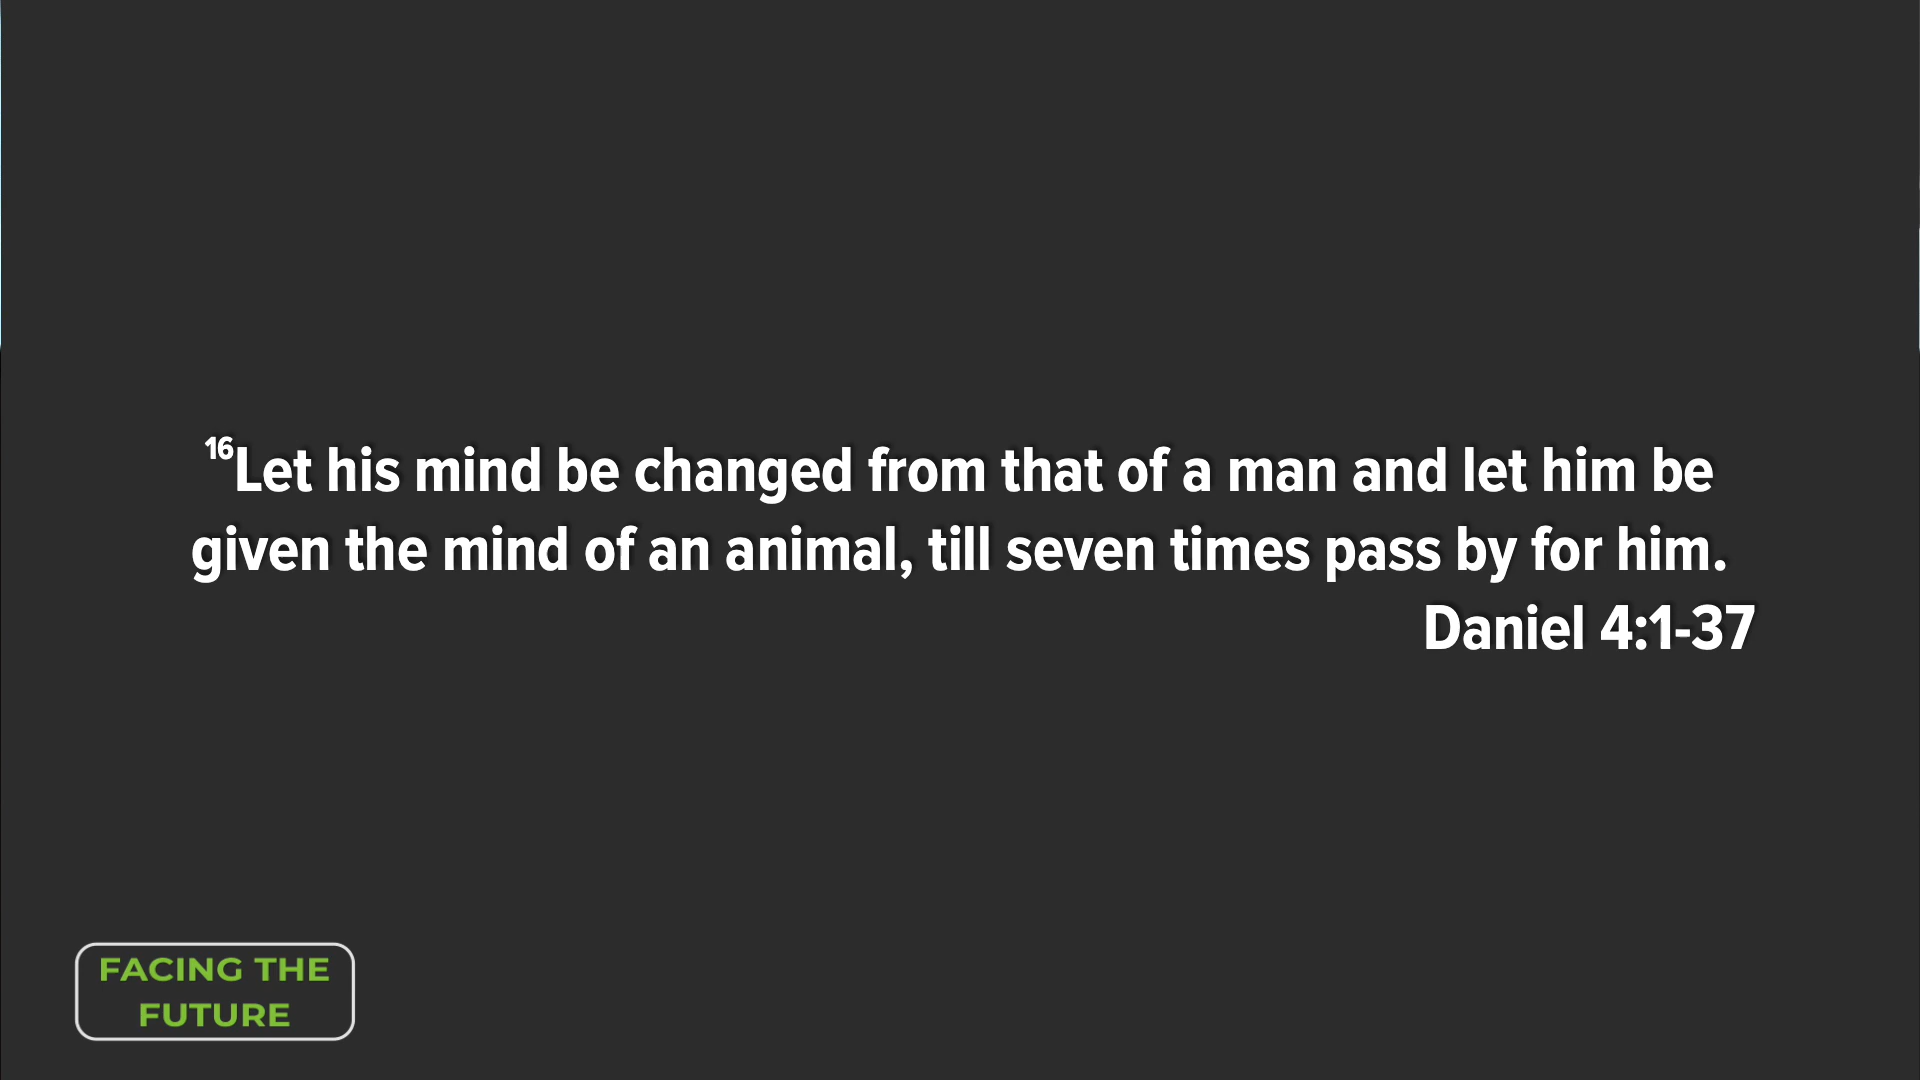 ¹⁶Let his mind be changed from that of a man and let him be
given the mind of an animal, till seven times pass by for him.
Daniel 4:1-37
FACING THE
FUTURE